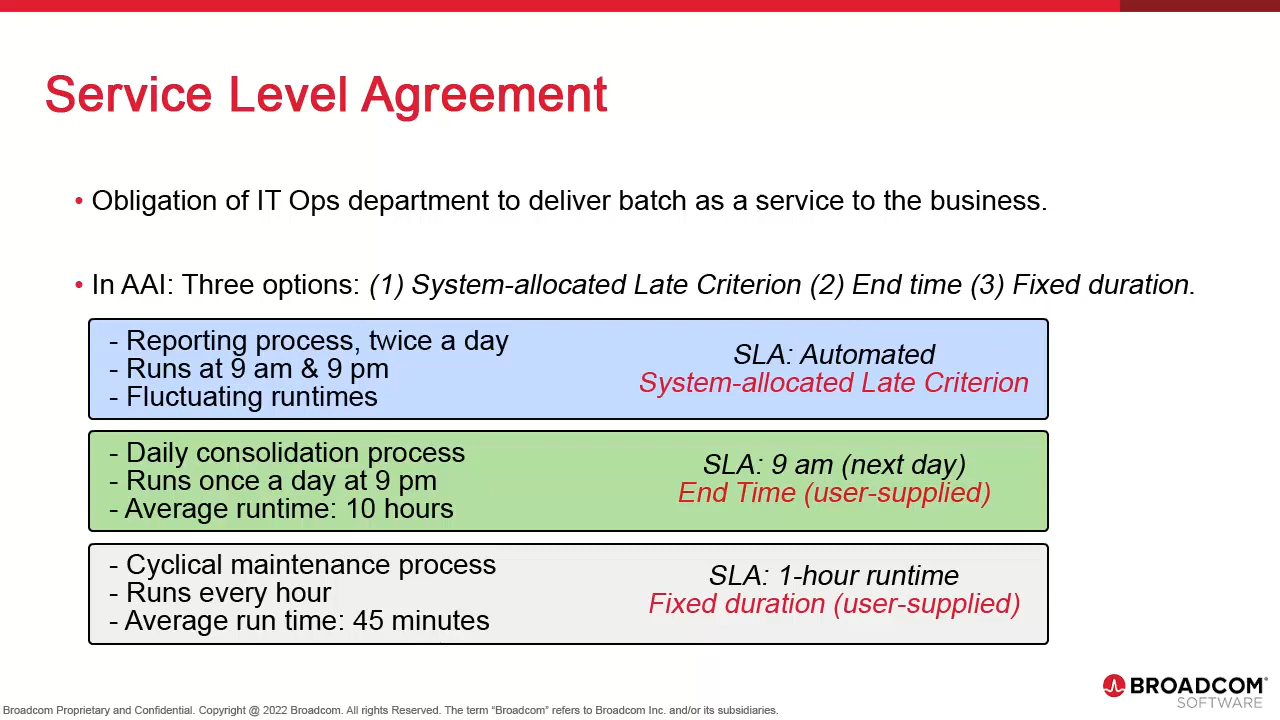 Service Level Agreement
• Obligation of IT Ops department to deliver batch as a service to the business.
• In AAI: Three options: (1) System-allocated Late Criterion (2) End time (3) Fixed duration.
- Reporting process, twice a day
- Runs at 9 am & 9 pm
- Fluctuating runtimes
SLA: Automated
System-allocated Late Criterion
- Daily consolidation process
- Runs once a day at 9 pm
- Average runtime: 10 hours
SLA: 9 am (next day)
End Time (user-supplied)
- Cyclical maintenance process
- Runs every hour
- Average run time: 45 minutes
SLA: 1-hour runtime
Fixed duration (user-supplied)
BROADCOM®
SOFTWARE
Broadcom Proprietary and Confidential. Copyright @ 2022 Broadcom. All rights Reserved. The term “Broadcom” refers to Broadcom Inc. and/or its subsidiaries.